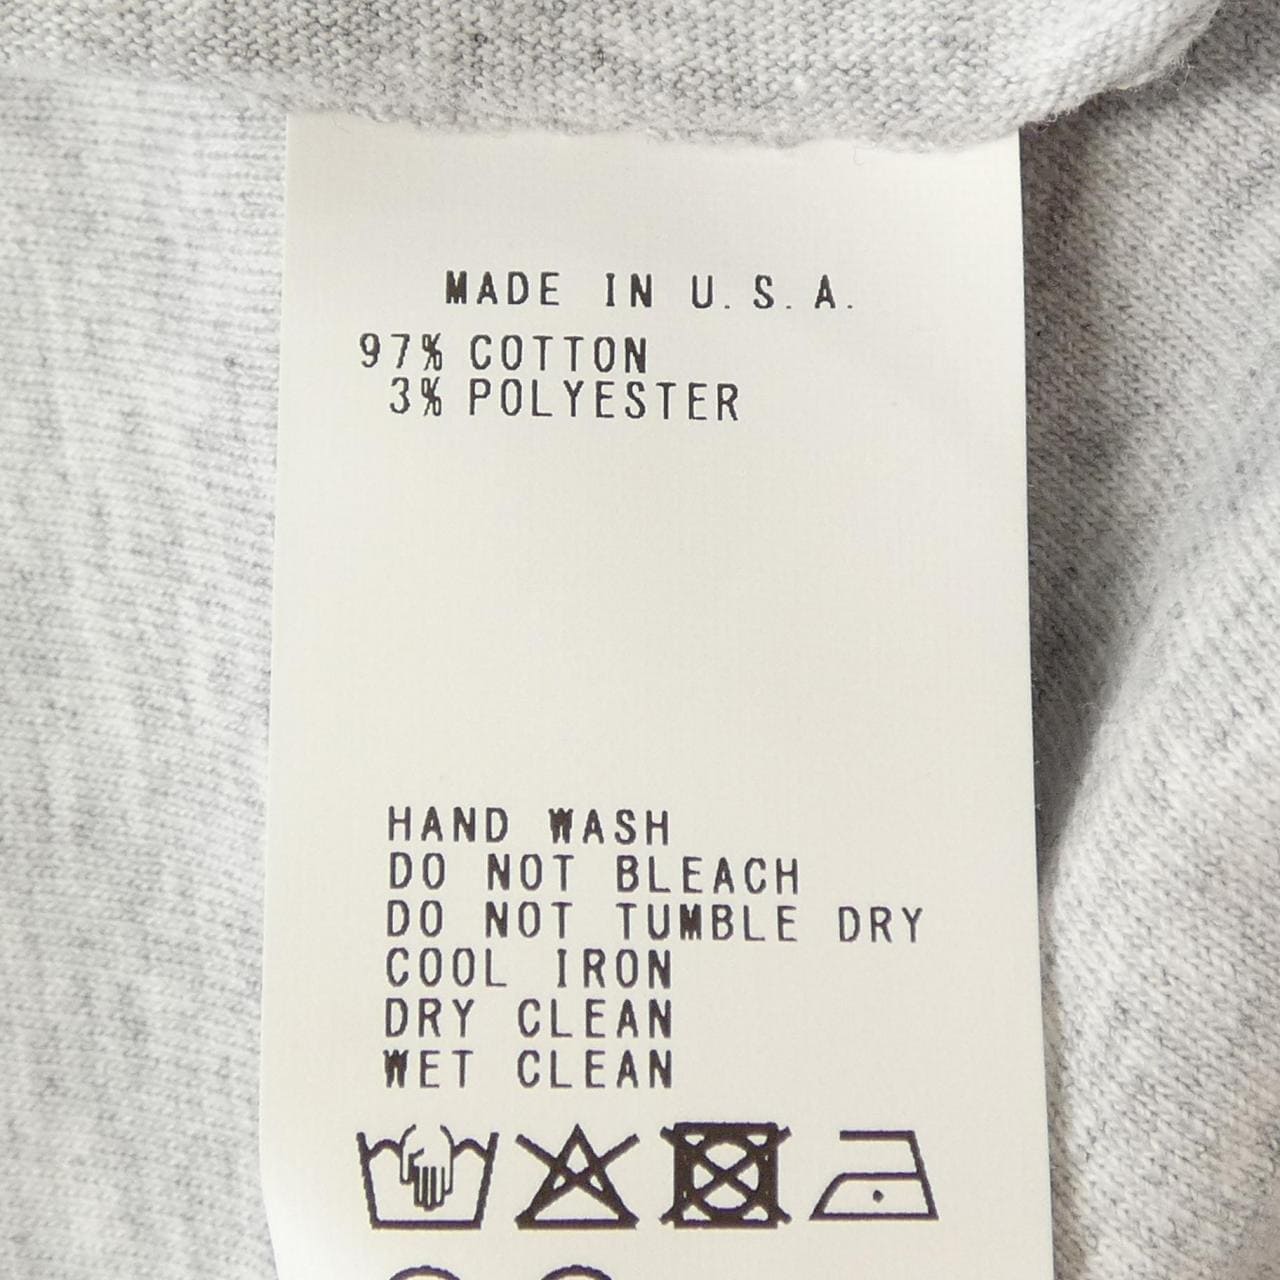 MADE IN U.S.A.
97% COTTON
3% POLYESTER
HAND WASH
DO NOT BLEACH
DO NOT TUMBLE DRY
COOL IRON
DRY CLEAN
WET CLEAN